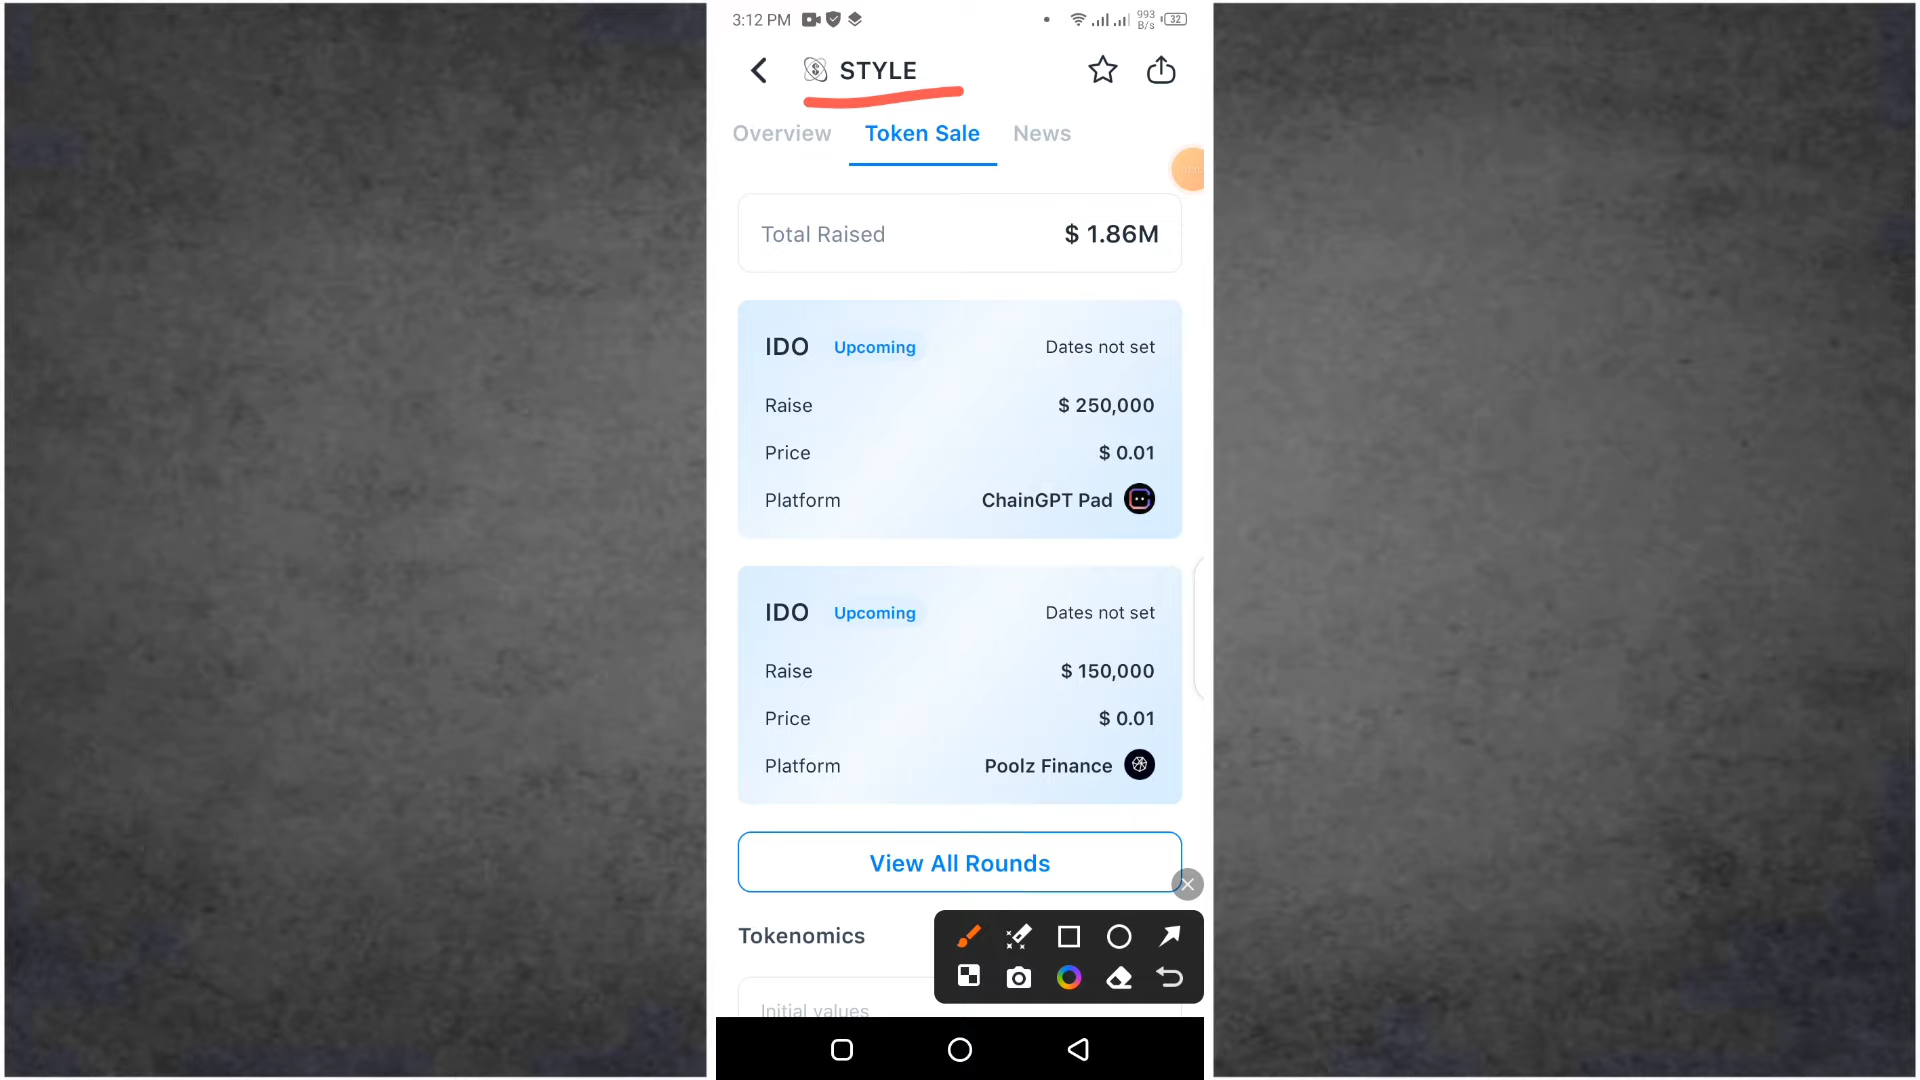 3:12 PM 993 B/s 32
STYLE
Overview Token Sale News
Total Raised $ 1.86M
IDO Upcoming Dates not set
Raise $ 250,000
Price $ 0.01
Platform ChainGPT Pad
IDO Upcoming Dates not set
Raise $ 150,000
Price $ 0.01
Platform Poolz Finance
View All Rounds
Tokenomics
Initial values